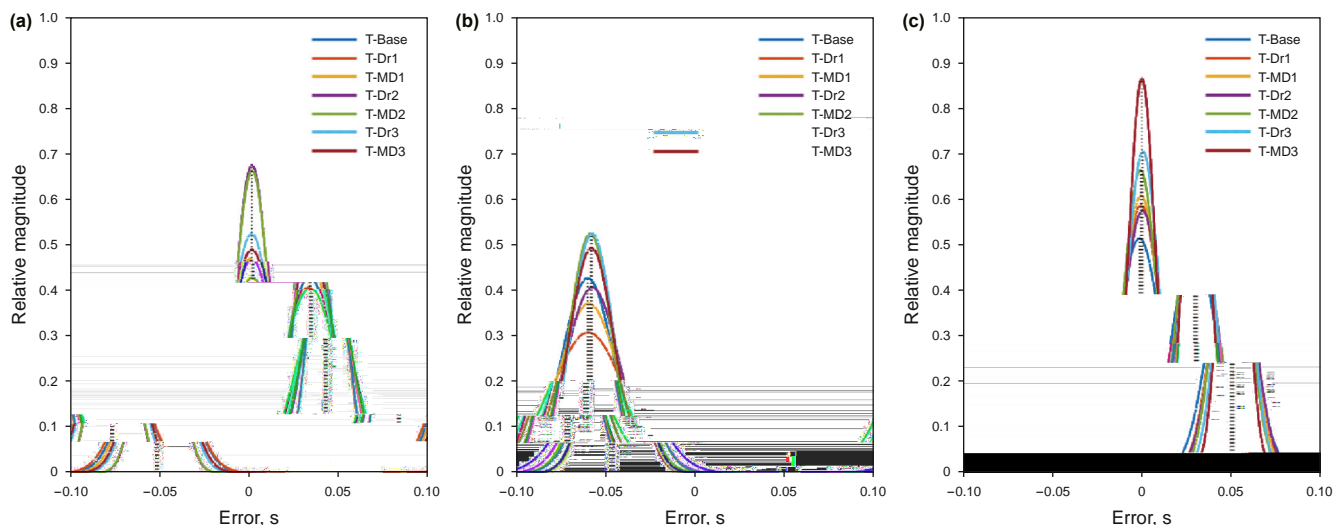 (a)
1.0
0.9
0.8
0.7
0.6
0.5
0.4
0.3
0.2
0.1
0
Relative magnitude
T-Base
T-Dr1
T-MD1
T-Dr2
T-MD2
T-Dr3
T-MD3
−0.10
−0.05
0
0.05
0.10
Error, s
(b)
1.0
0.9
0.8
0.7
0.6
0.5
0.4
0.3
0.2
0.1
0
Relative magnitude
T-Base
T-Dr1
T-MD1
T-Dr2
T-MD2
T-Dr3
T-MD3
−0.10
−0.05
0
0.05
0.10
Error, s
(c)
1.0
0.9
0.8
0.7
0.6
0.5
0.4
0.3
0.2
0.1
0
Relative magnitude
T-Base
T-Dr1
T-MD1
T-Dr2
T-MD2
T-Dr3
T-MD3
−0.10
−0.05
0
0.05
0.10
Error, s